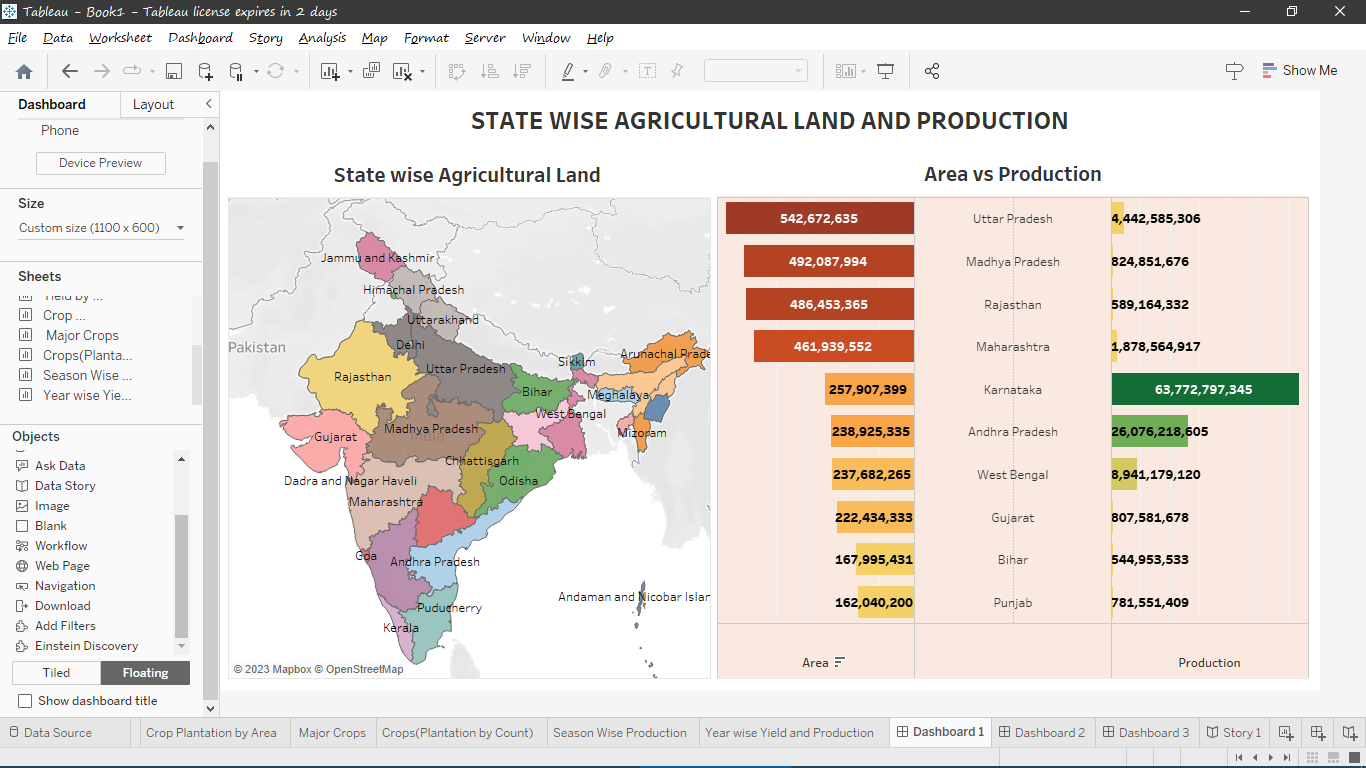 Tableau - Book1 - Tableau license expires in 2 days
File Data Worksheet Dashboard Story Analysis Map Format Server Window Help
Show Me
Dashboard Layout
Phone
Device Preview
Size
Custom size (1100 x 600)
Sheets
Yield by ...
Crop ...
Major Crops
Crops(Planta...
Season Wise ...
Year wise Yie...
Objects
Ask Data
Data Story
Image
Blank
Workflow
Web Page
Navigation
Download
Add Filters
Einstein Discovery
Tiled Floating
Show dashboard title
STATE WISE AGRICULTURAL LAND AND PRODUCTION
State wise Agricultural Land
Jammu and Kashmir
Himachal Pradesh
Uttarakhand
Pakistan
Delhi
Arunachal Prade
Sikkim
Uttar Pradesh
Rajasthan
Bihar
Meghalaya
West Bengal
Madhya Pradesh
India
Mizoram
Gujarat
Chhattisgarh
Dadra and Nagar Haveli
Odisha
Maharashtra
Goa
Andhra Pradesh
Andaman and Nicobar Islan
Puducherry
Kerala
© 2023 Mapbox © OpenStreetMap
Area vs Production
542,672,635 Uttar Pradesh 4,442,585,306
492,087,994 Madhya Pradesh 824,851,676
486,453,365 Rajasthan 589,164,332
461,939,552 Maharashtra 1,878,564,917
257,907,399 Karnataka 63,772,797,345
238,925,335 Andhra Pradesh 26,076,218,605
237,682,265 West Bengal 8,941,179,120
222,434,333 Gujarat 807,581,678
167,995,431 Bihar 544,953,533
162,040,200 Punjab 781,551,409
Area Production
Data Source Crop Plantation by Area Major Crops Crops(Plantation by Count) Season Wise Production Year wise Yield and Production Dashboard 1 Dashboard 2 Dashboard 3 Story 1